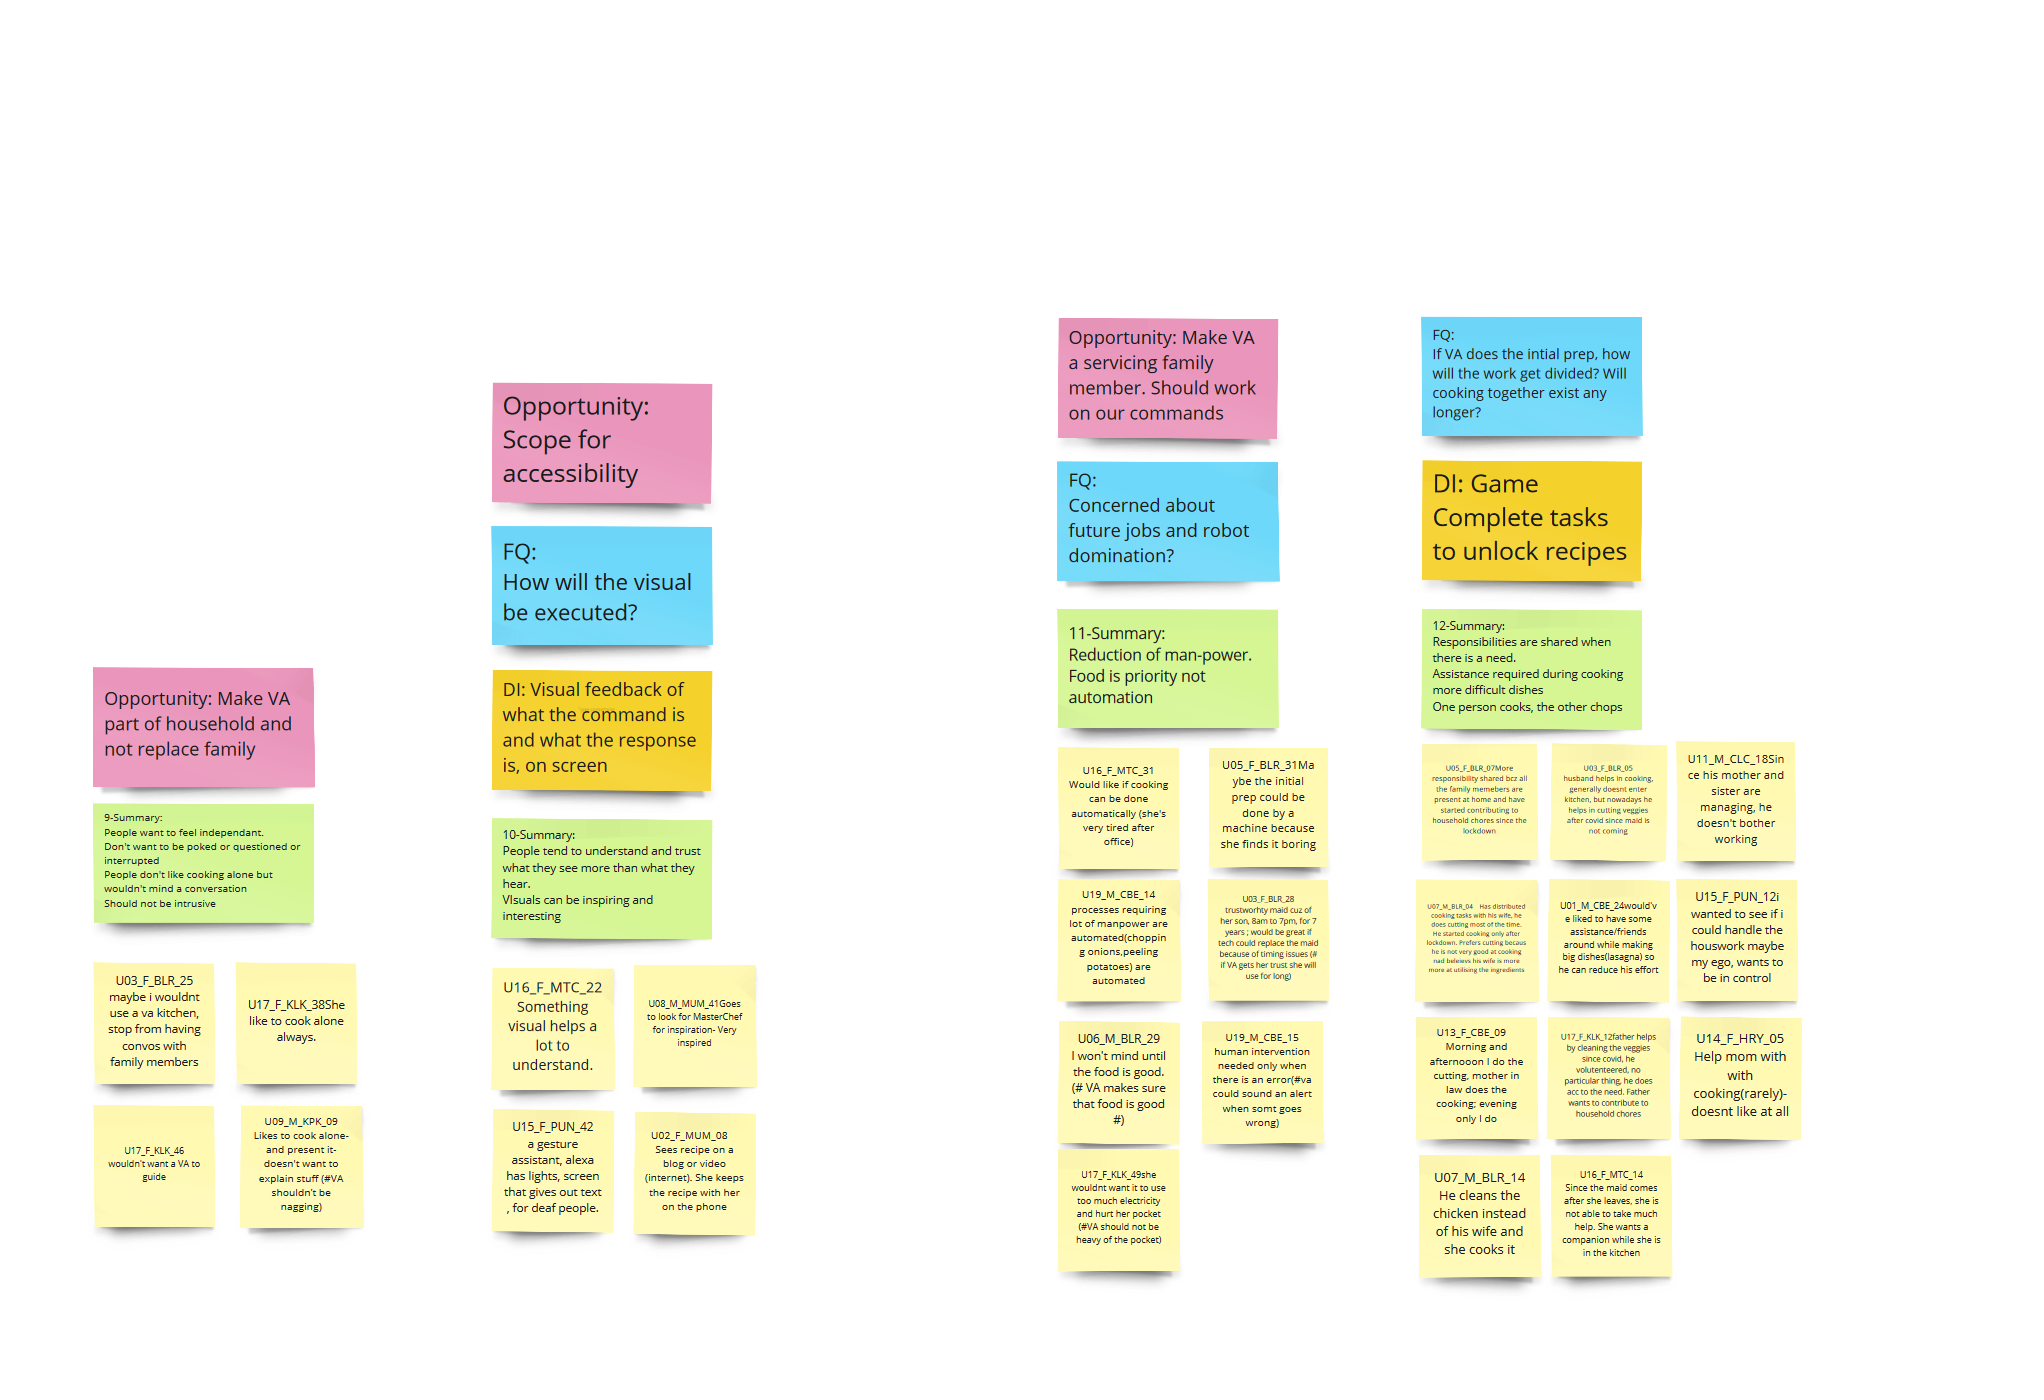 Opportunity: Make VA
part of household and
not replace family
9-Summary:
People want to feel independant.
Don't want to be poked or questioned or
interrupted
People don't like cooking alone but
wouldn't mind a conversation
Should not be intrusive
U03_F_BLR_25
maybe i wouldnt
use a va kitchen,
stop from having
convos with
family members
U17_F_KLK_38She
like to cook alone
always.
U17_F_KLK_46
wouldn't want a VA to
guide
U09_M_KPK_09
Likes to cook alone-
and present it-
doesn't want to
explain stuff (#VA
shouldn't be
nagging)
Opportunity:
Scope for
accessibility
FQ:
How will the visual
be executed?
DI: Visual feedback of
what the command is
and what the response
is, on screen
10-Summary:
People tend to understand and trust
what they see more than what they
hear.
VIsuals can be inspiring and
interesting
U16_F_MTC_22
Something
visual helps a
lot to
understand.
U08_M_MUM_41Goes
to look for MasterChef
for inspiration- Very
inspired
U15_F_PUN_42
a gesture
assistant, alexa
has lights, screen
that gives out text
, for deaf people.
U02_F_MUM_08
Sees recipe on a
blog or video
(internet). She keeps
the recipe with her
on the phone
Opportunity: Make VA
a servicing family
member. Should work
on our commands
FQ:
Concerned about
future jobs and robot
domination?
11-Summary:
Reduction of man-power.
Food is priority not
automation
U16_F_MTC_31
Would like if cooking
can be done
automatically (she's
very tired after
office)
U05_F_BLR_31Ma
ybe the initial
prep could be
done by a
machine because
she finds it boring
U19_M_CBE_14
processes requiring
lot of manpower are
automated(choppin
g onions,peeling
potatoes) are
automated
U03_F_BLR_28
trustworhty maid cuz of
her son, 8am to 7pm, for 7
years ; would be great if
tech could replace the maid
because of timing issues (#
if VA gets her trust she will
use for long)
U06_M_BLR_29
I won't mind until
the food is good.
(# VA makes sure
that food is good
#)
U19_M_CBE_15
human intervention
needed only when
there is an error(#va
could sound an alert
when somt goes
wrong)
U17_F_KLK_49she
wouldnt want it to use
too much electricity
and hurt her pocket
(#VA should not be
heavy of the pocket)
FQ:
If VA does the intial prep, how
will the work get divided? Will
cooking together exist any
longer?
DI: Game
Complete tasks
to unlock recipes
12-Summary:
Responsibilities are shared when
there is a need.
Assistance required during cooking
more difficult dishes
One person cooks, the other chops
U05_F_BLR_07More
responsibility shared bcz all
the family memebers are
present at home and have
started contributing to
household chores since the
lockdown
U03_F_BLR_05
husband helps in cooking,
generally doesnt enter
kitchen, but nowadays he
helps in cutting veggies
after covid since maid is
not coming
U11_M_CLC_18Sin
ce his mother and
sister are
managing, he
doesn't bother
working
U07_M_BLR_04 Has distributed
cooking tasks with his wife, he
does cutting most of the time.
He started cooking only after
lockdown. Prefers cutting becaus
he is not very good at cooking
nad beleievs his wife is more
more at utilising the ingredients
U01_M_CBE_24would'v
e liked to have some
assistance/friends
around while making
big dishes(lasagna) so
he can reduce his effort
U15_F_PUN_12i
wanted to see if i
could handle the
houswork maybe
my ego, wants to
be in control
U13_F_CBE_09
Morning and
afternooon I do the
cutting, mother in
law does the
cooking; evening
only I do
U17_F_KLK_12father helps
by cleaning the veggies
since covid, he
volutentered, no
particular thing, he does
acc to the need. Father
wants to contribute to
household chores
U14_F_HRY_05
Help mom with
with
cooking(rarely)-
doesnt like at all
U07_M_BLR_14
He cleans the
chicken instead
of his wife and
she cooks it
U16_F_MTC_14
Since the maid comes
after she leaves, she is
not able to take much
help. She wants a
companion while she is
in the kitchen